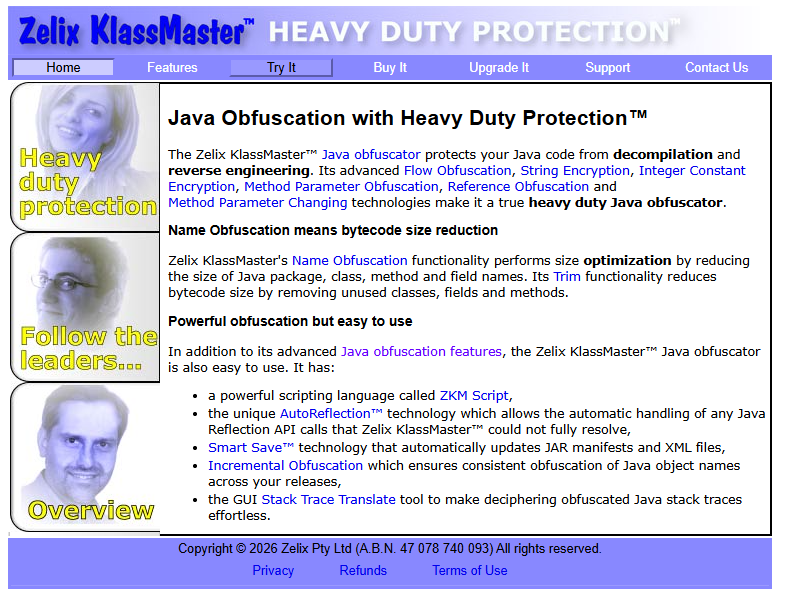 Zelix KlassMaster™ HEAVY DUTY PROTECTION™
Home Features Try It Buy It Upgrade It Support Contact Us
Heavy
duty
protection
Follow the
leaders...
Overview
Java Obfuscation with Heavy Duty Protection™
The Zelix KlassMaster™ Java obfuscator protects your Java code from decompilation and
reverse engineering. Its advanced Flow Obfuscation, String Encryption, Integer Constant
Encryption, Method Parameter Obfuscation, Reference Obfuscation and
Method Parameter Changing technologies make it a true heavy duty Java obfuscator.
Name Obfuscation means bytecode size reduction
Zelix KlassMaster's Name Obfuscation functionality performs size optimization by reducing
the size of Java package, class, method and field names. Its Trim functionality reduces
bytecode size by removing unused classes, fields and methods.
Powerful obfuscation but easy to use
In addition to its advanced Java obfuscation features, the Zelix KlassMaster™ Java obfuscator
is also easy to use. It has:
• a powerful scripting language called ZKM Script,
• the unique AutoReflection™ technology which allows the automatic handling of any Java
Reflection API calls that Zelix KlassMaster™ could not fully resolve,
• Smart Save™ technology that automatically updates JAR manifests and XML files,
• Incremental Obfuscation which ensures consistent obfuscation of Java object names
across your releases,
• the GUI Stack Trace Translate tool to make deciphering obfuscated Java stack traces
effortless.
Copyright © 2026 Zelix Pty Ltd (A.B.N. 47 078 740 093) All rights reserved.
Privacy Refunds Terms of Use